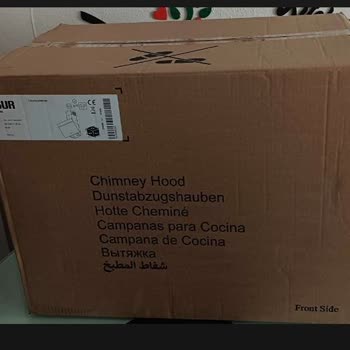 Chimney Hood
Dunstabzugshauben
Hotte Cheminé
Campanas para Cocina
Campana de Cocina
Вытяжка
شفاط المطبخ
Front Side